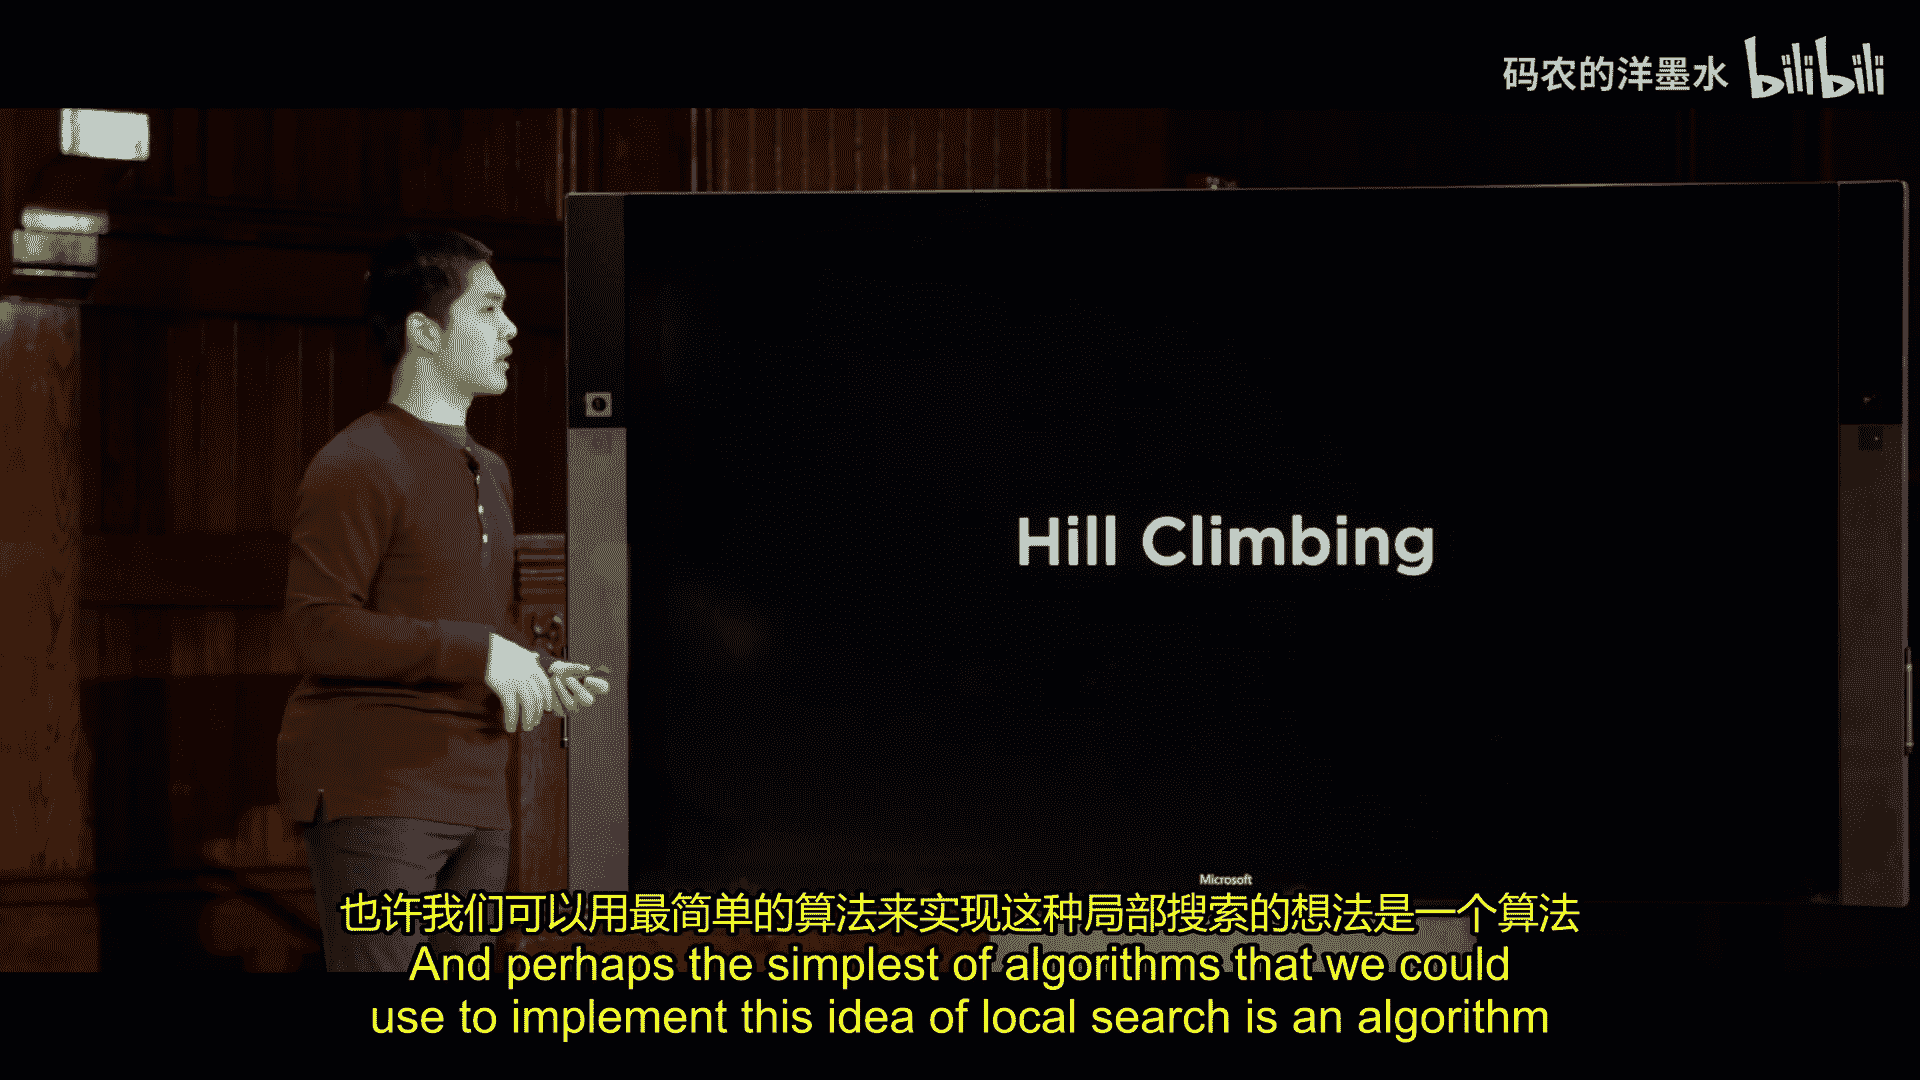 码农的洋墨水 bilibili
Hill Climbing
Microsoft
也许我们可以用最简单的算法来实现这种局部搜索的想法是一个算法
And perhaps the simplest of algorithms that we could
use to implement this idea of local search is an algorithm